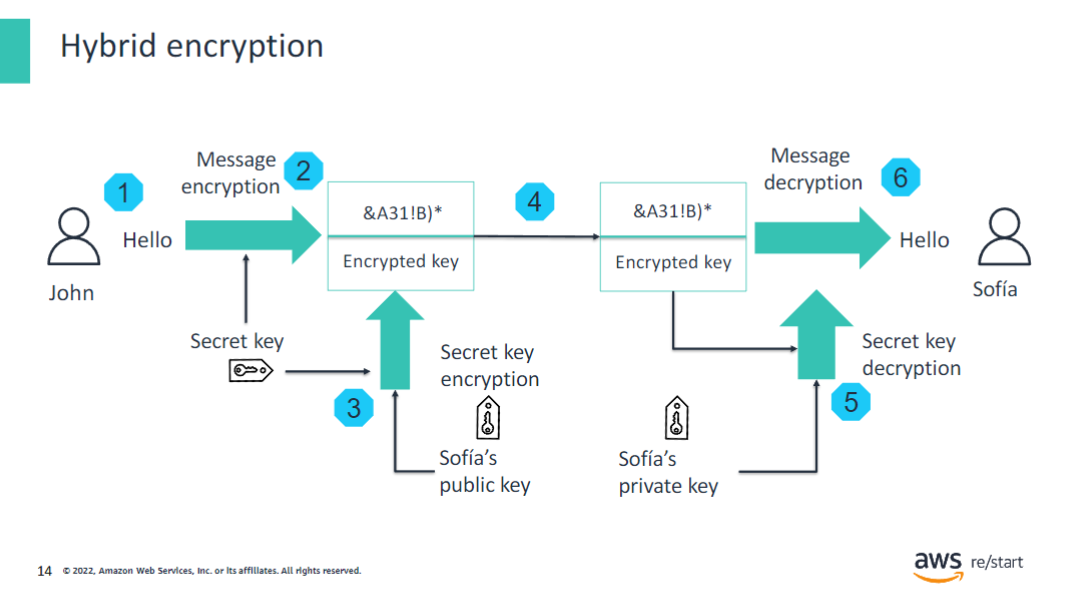 Hybrid encryption
1
Message
encryption
2
Hello
John
&A31!B)*
Encrypted key
4
&A31!B)*
Encrypted key
Message
decryption
6
Hello
Sofía
Secret key
3
Secret key
encryption
Sofía’s
public key
Sofía’s
private key
Secret key
decryption
5
14 © 2022, Amazon Web Services, Inc. or its affiliates. All rights reserved.
aws re/start